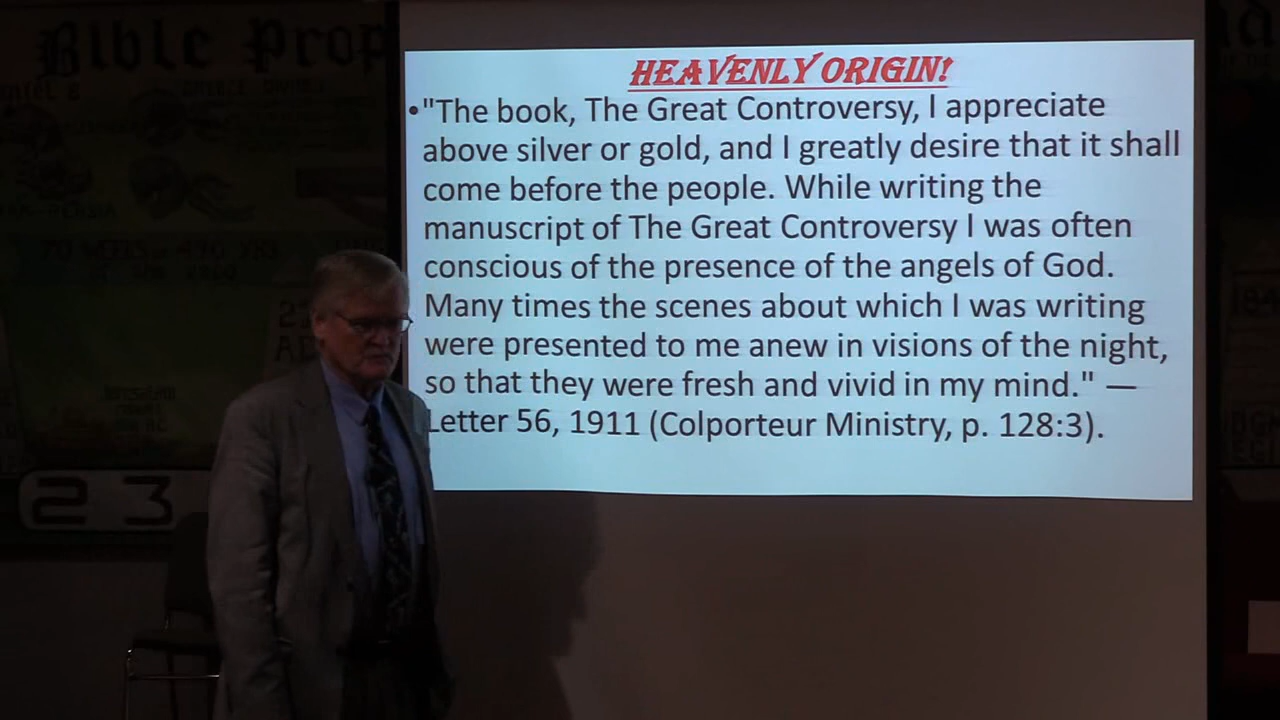 Bible Prop
HEAVENLY ORIGIN!
•"The book, The Great Controversy, I appreciate
above silver or gold, and I greatly desire that it shall
come before the people. While writing the
manuscript of The Great Controversy I was often
conscious of the presence of the angels of God.
Many times the scenes about which I was writing
were presented to me anew in visions of the night,
so that they were fresh and vivid in my mind." —
Letter 56, 1911 (Colporteur Ministry, p. 128:3).
70 WEEKS
23